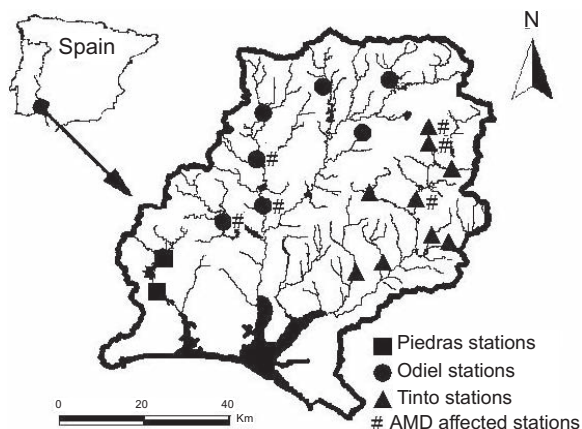 Spain
N
#
#
#
#
#
#
Piedras stations
Odiel stations
Tinto stations
# AMD affected stations
0 20 40
Km